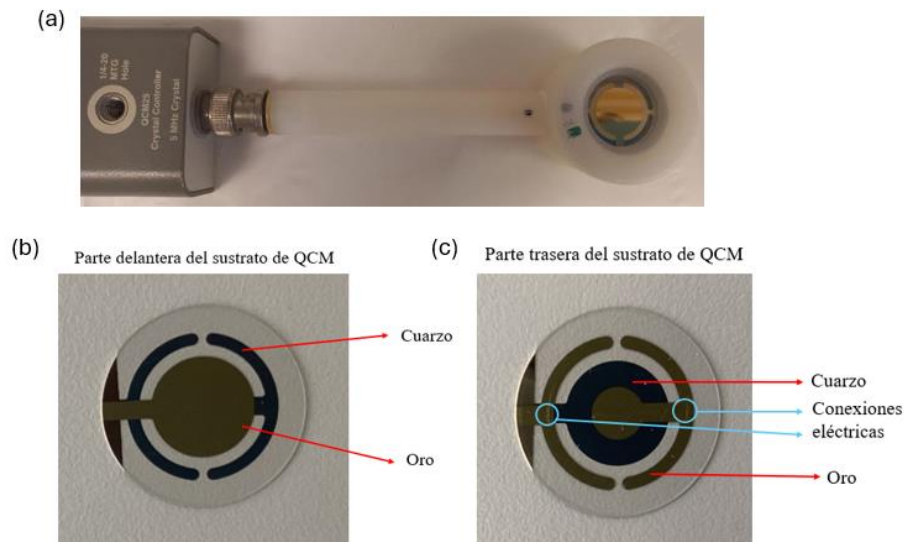 (a)
1/4-20
MTG
Hole
QCM25
Crystal Controller
5 MHz Crystal
(b)
Parte delantera del sustrato de QCM
Cuarzo
Oro
(c)
Parte trasera del sustrato de QCM
Cuarzo
Conexiones
eléctricas
Oro